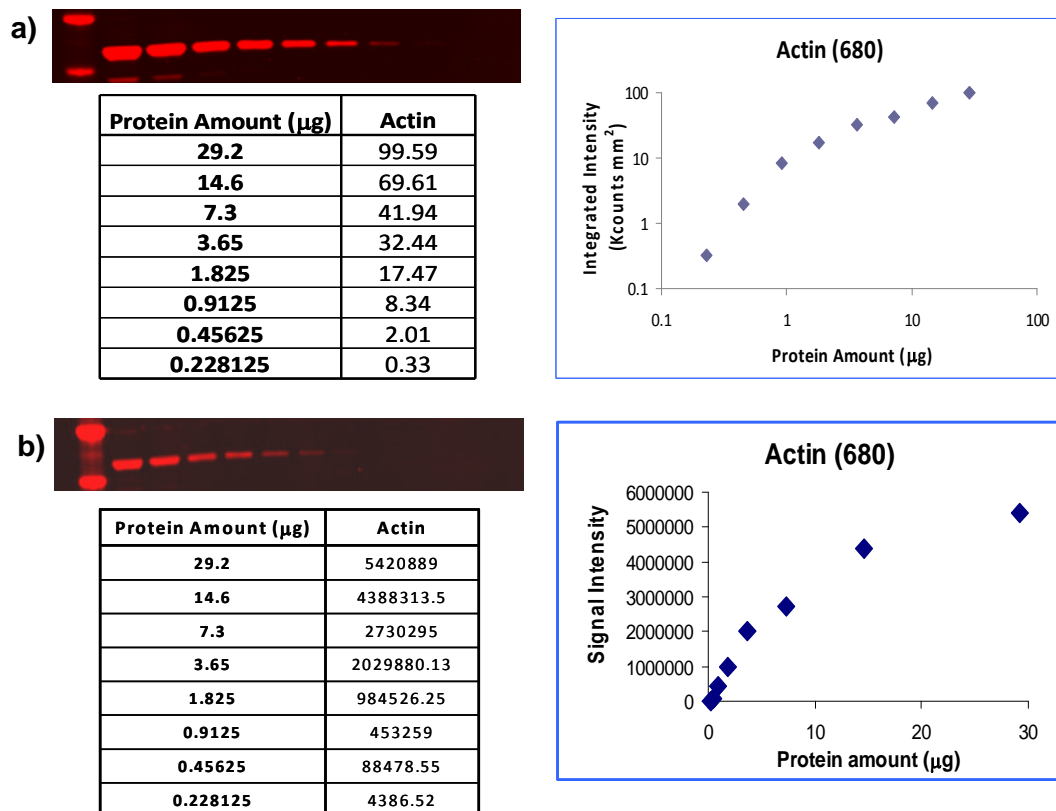 a)
Protein Amount (µg) Actin
29.2 99.59
14.6 69.61
7.3 41.94
3.65 32.44
1.825 17.47
0.9125 8.34
0.45625 2.01
0.228125 0.33
Actin (680)
Integrated Intensity
(Kcounts mm²)
100
10
1
0.1
0.1 1 10 100
Protein Amount (µg)
b)
Protein Amount (µg) Actin
29.2 5420889
14.6 4388313.5
7.3 2730295
3.65 2029880.13
1.825 984526.25
0.9125 453259
0.45625 88478.55
0.228125 4386.52
Actin (680)
Signal Intensity
6000000
5000000
4000000
3000000
2000000
1000000
0
0 10 20 30
Protein amount (µg)